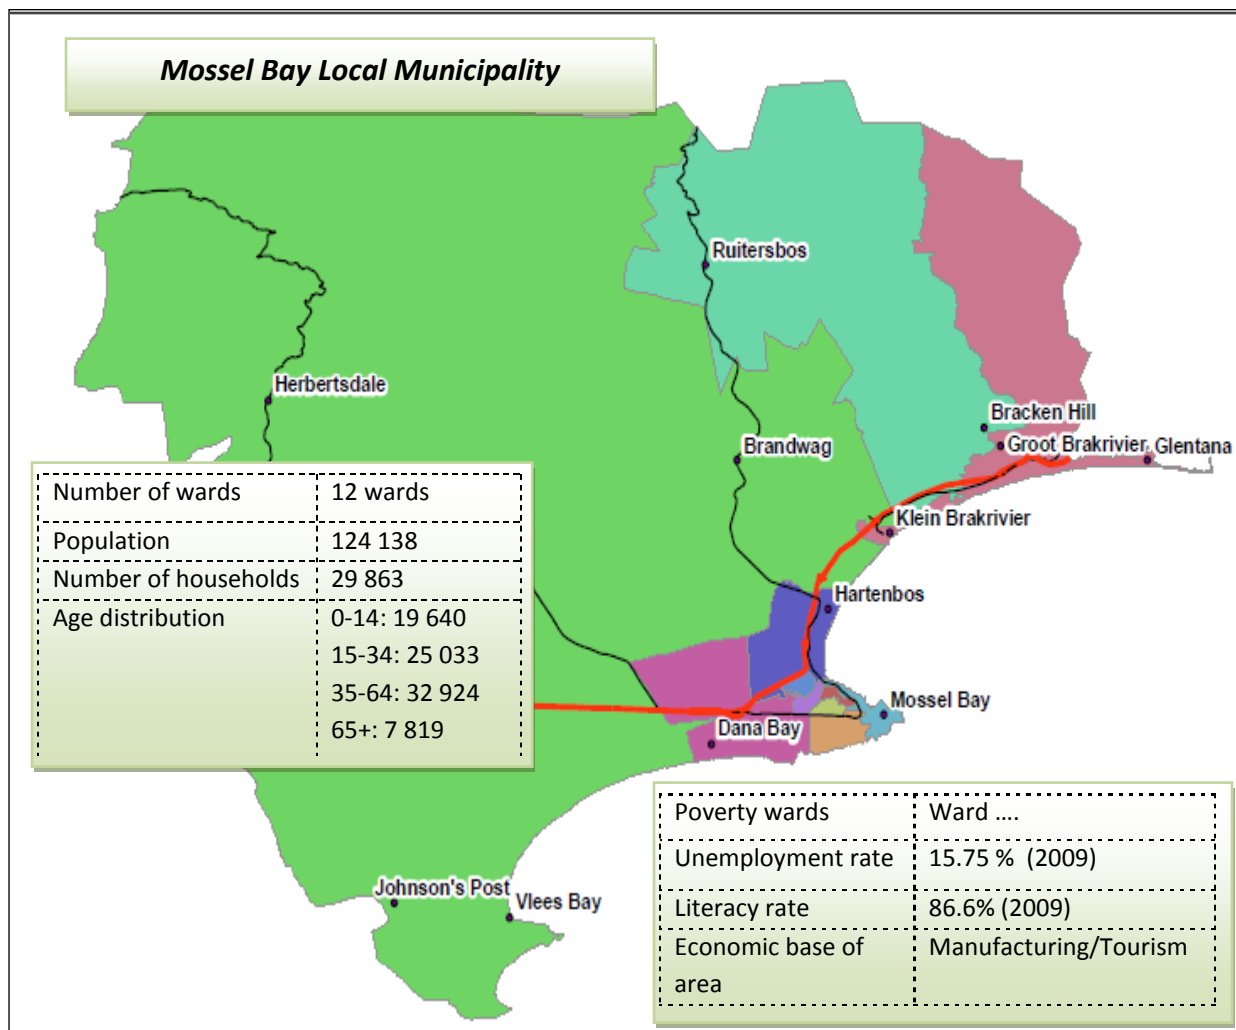 Mossel Bay Local Municipality
Ruitersbos
Herbertsdale
Bracken Hill
Groot Brakrivier
Glentana
Brandwag
Klein Brakrivier
Hartenbos
Mossel Bay
Dana Bay
Johnson's Post
Vlees Bay
Number of wards 12 wards
Population 124 138
Number of households 29 863
Age distribution 0-14: 19 640
15-34: 25 033
35-64: 32 924
65+: 7 819
Poverty wards Ward ....
Unemployment rate 15.75 % (2009)
Literacy rate 86.6% (2009)
Economic base of Manufacturing/Tourism
area